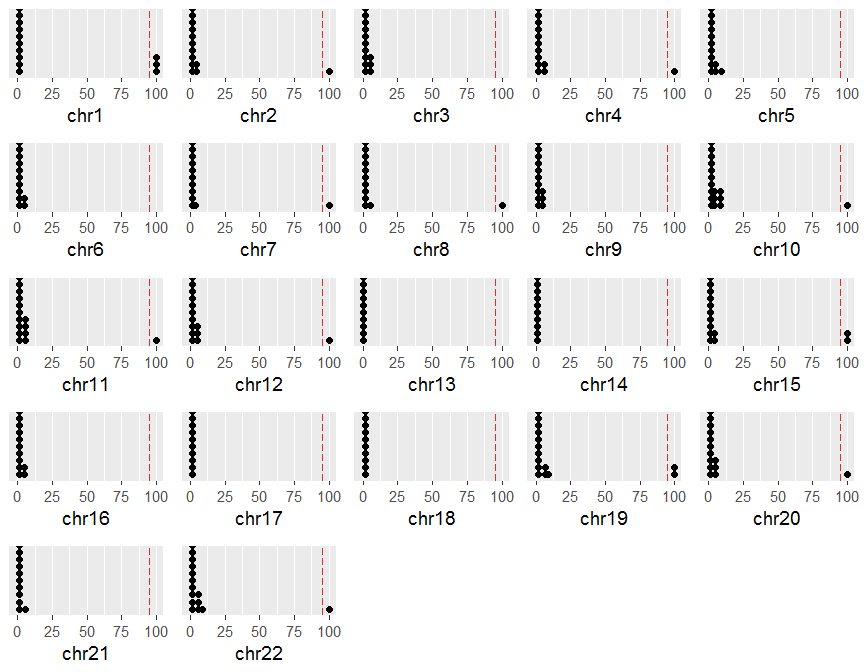 0 25 50 75 100 0 25 50 75 100 0 25 50 75 100 0 25 50 75 100 0 25 50 75 100
chr1 chr2 chr3 chr4 chr5
0 25 50 75 100 0 25 50 75 100 0 25 50 75 100 0 25 50 75 100 0 25 50 75 100
chr6 chr7 chr8 chr9 chr10
0 25 50 75 100 0 25 50 75 100 0 25 50 75 100 0 25 50 75 100 0 25 50 75 100
chr11 chr12 chr13 chr14 chr15
0 25 50 75 100 0 25 50 75 100 0 25 50 75 100 0 25 50 75 100 0 25 50 75 100
chr16 chr17 chr18 chr19 chr20
0 25 50 75 100 0 25 50 75 100
chr21 chr22